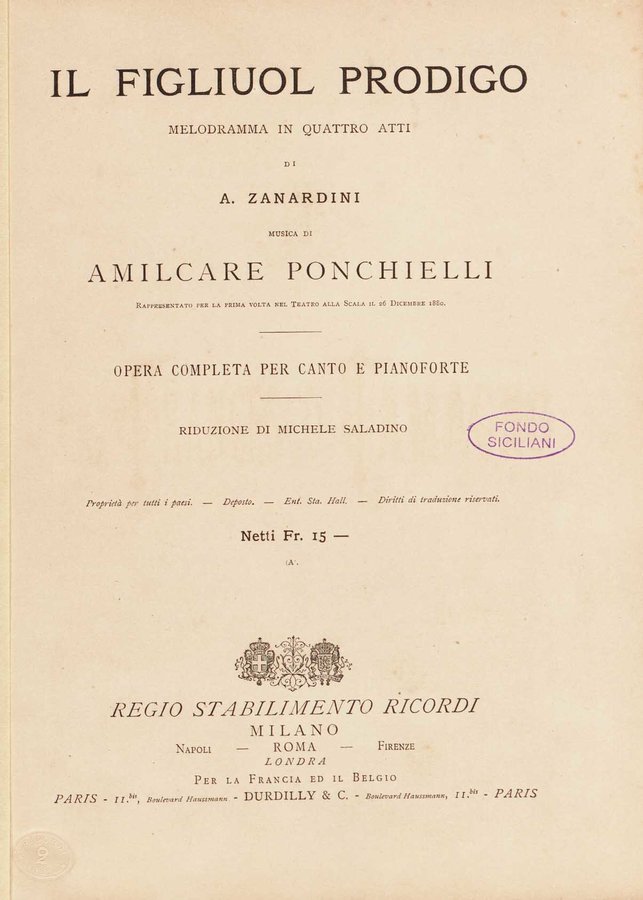 IL FIGLIUOL PRODIGO
MELODRAMMA IN QUATTRO ATTI
DI
A. ZANARDINI
MUSICA DI
AMILCARE PONCHIELLI
RAPPRESENTATO PER LA PRIMA VOLTA NEL TEATRO ALLA SCALA IL 26 DICEMBRE 1880.
OPERA COMPLETA PER CANTO E PIANOFORTE
RIDUZIONE DI MICHELE SALADINO
FONDO
SICILIANI
Proprietà per tutti i paesi. — Deposto. — Ent. Sta. Hall. — Diritti di traduzione riservati.
Netti Fr. 15 —
(A).
REGIO STABILIMENTO RICORDI
MILANO
NAPOLI — ROMA — FIRENZE
LONDRA
PER LA FRANCIA ED IL BELGIO
PARIS - 11.bis, Boulevard Haussmann - DURDILLY & C. - Boulevard Haussmann, 11.bis - PARIS